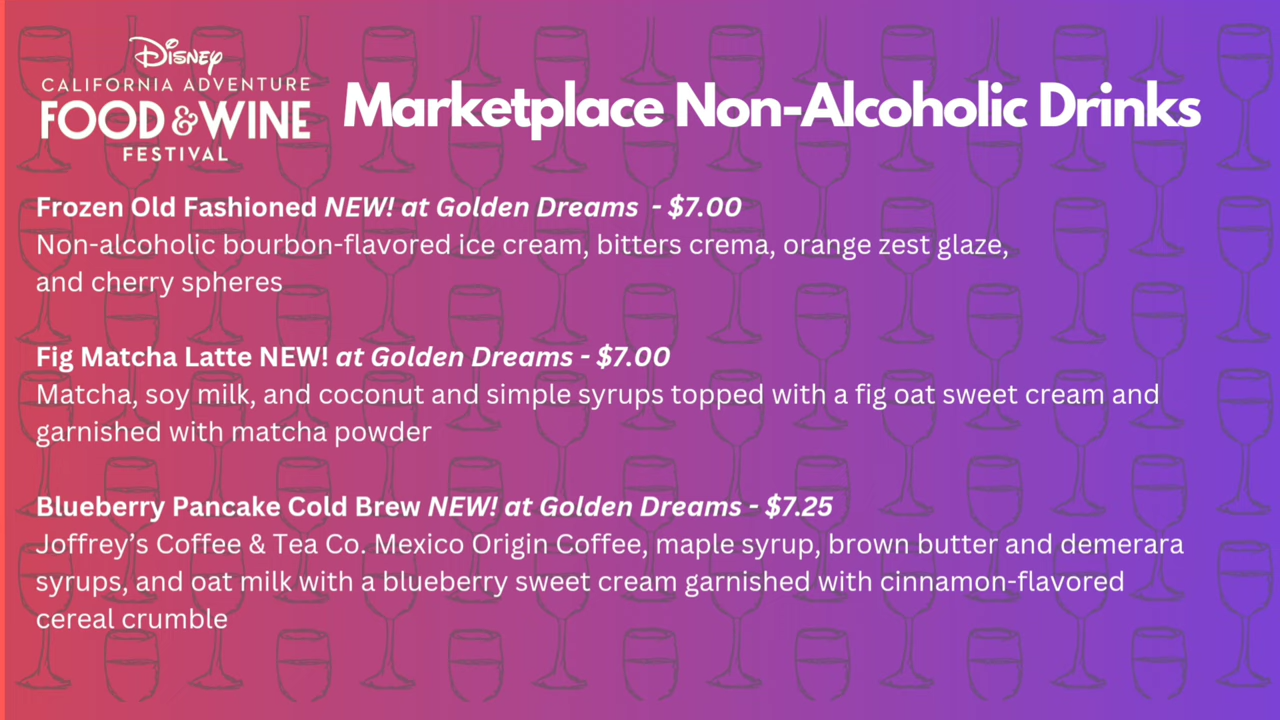 Disney
CALIFORNIA ADVENTURE
FOOD & WINE
FESTIVAL
Marketplace Non-Alcoholic Drinks
Frozen Old Fashioned NEW! at Golden Dreams - $7.00
Non-alcoholic bourbon-flavored ice cream, bitters crema, orange zest glaze,
and cherry spheres
Fig Matcha Latte NEW! at Golden Dreams - $7.00
Matcha, soy milk, and coconut and simple syrups topped with a fig oat sweet cream and
garnished with matcha powder
Blueberry Pancake Cold Brew NEW! at Golden Dreams - $7.25
Joffrey’s Coffee & Tea Co. Mexico Origin Coffee, maple syrup, brown butter and demerara
syrups, and oat milk with a blueberry sweet cream garnished with cinnamon-flavored
cereal crumble